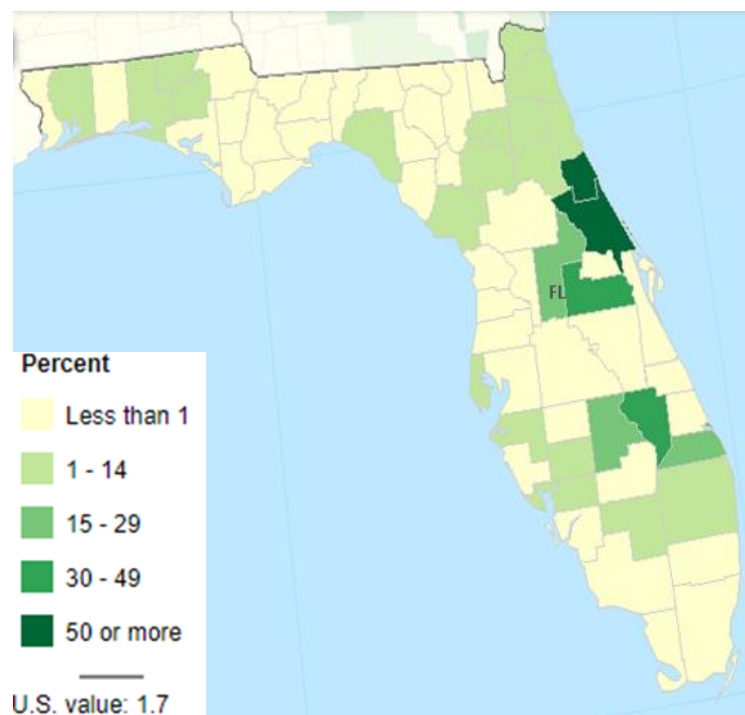 FL
Percent
Less than 1
1 - 14
15 - 29
30 - 49
50 or more
U.S. value: 1.7